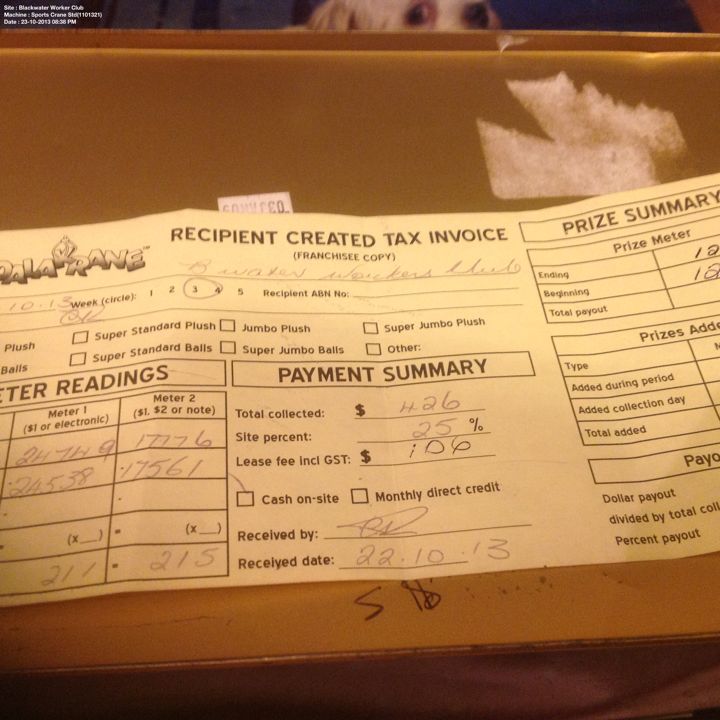 Site : Blackwater Worker Club
Machine : Sports Crane Std(1101321)
Date : 23-10-2013 08:38 PM
RECIPIENT CREATED TAX INVOICE
(FRANCHISEE COPY)
B water workers Club
10.13 Week (circle): 1 2 3 4 5 Recipient ABN No:
Plush Super Standard Plush Jumbo Plush Super Jumbo Plush
Balls Super Standard Balls Super Jumbo Balls Other:
METER READINGS
Meter 1 ($1 or electronic)
Meter 2 ($1, $2 or note)
24749 17776
24538 17561
(x__) = (x__)
211 = 215
PAYMENT SUMMARY
Total collected: $ 426
Site percent: 25 %
Lease fee incl GST: $ 106
Cash on-site Monthly direct credit
Received by:
Received date: 22.10.13
PRIZE SUMMARY
Prize Meter
Ending
Beginning
Total payout
Prizes Adde
Type
Added during period
Added collection day
Total added
Payo
Dollar payout
divided by total coll
Percent payout